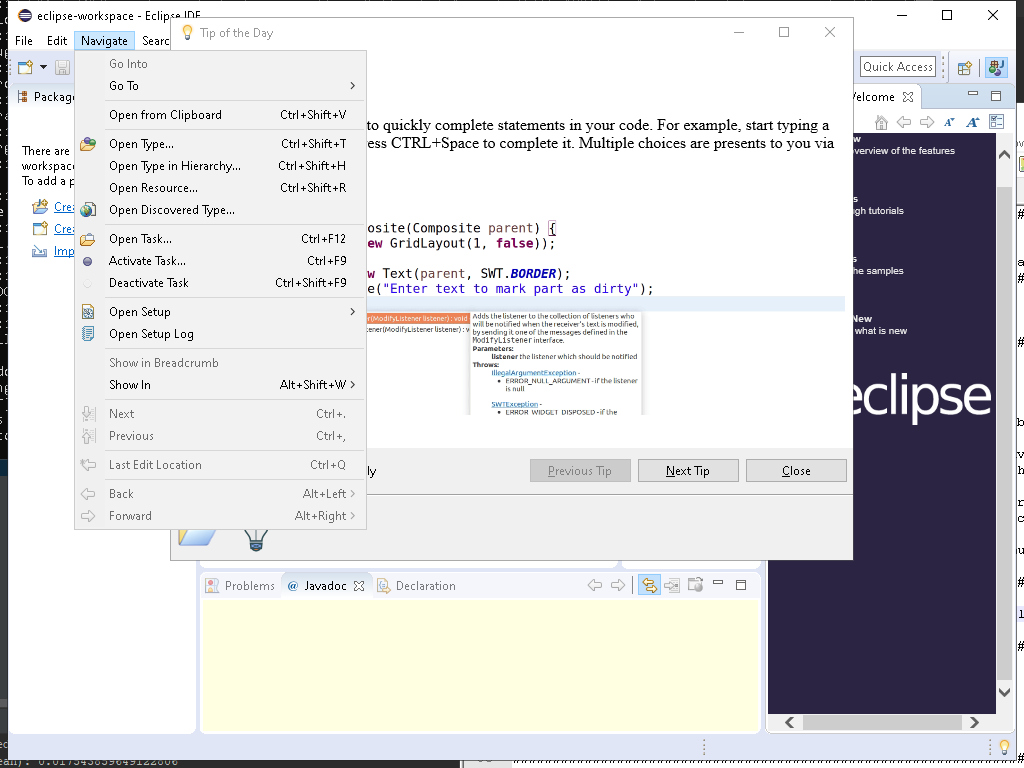 eclipse-workspace - Eclipse IDE
File Edit Navigate Searc
Tip of the Day
Quick Access
Package
elcome
Go Into
Go To
Open from Clipboard Ctrl+Shift+V
Open Type... Ctrl+Shift+T
Open Type in Hierarchy... Ctrl+Shift+H
Open Resource... Ctrl+Shift+R
Open Discovered Type...
Open Task... Ctrl+F12
Activate Task... Ctrl+F9
Deactivate Task Ctrl+Shift+F9
Open Setup
Open Setup Log
Show in Breadcrumb
Show In Alt+Shift+W
Next Ctrl+.
Previous Ctrl+,
Last Edit Location Ctrl+Q
Back Alt+Left
Forward Alt+Right
There are
workspac
To add a p
Crea
Crea
Imp
to quickly complete statements in your code. For example, start typing a
ess CTRL+Space to complete it. Multiple choices are presents to you via
osite(Composite parent) {
ew GridLayout(1, false));
w Text(parent, SWT.BORDER);
e("Enter text to mark part as dirty");
er(ModifyListener listener) : void
tener(ModifyListener listener) : v
Adds the listener to the collection of listeners who
will be notified when the receiver's text is modified,
by sending it one of the messages defined in the
ModifyListener interface.
Parameters:
listener the listener which should be notified
Throws:
IllegalArgumentException -
• ERROR_NULL_ARGUMENT - if the listener
is null
SWTException -
• ERROR_WIDGET_DISPOSED - if the
ly
Previous Tip Next Tip Close
w
verview of the features
s
gh tutorials
s
he samples
New
what is new
eclipse
Problems @ Javadoc Declaration
ean): 0.017543859649122806